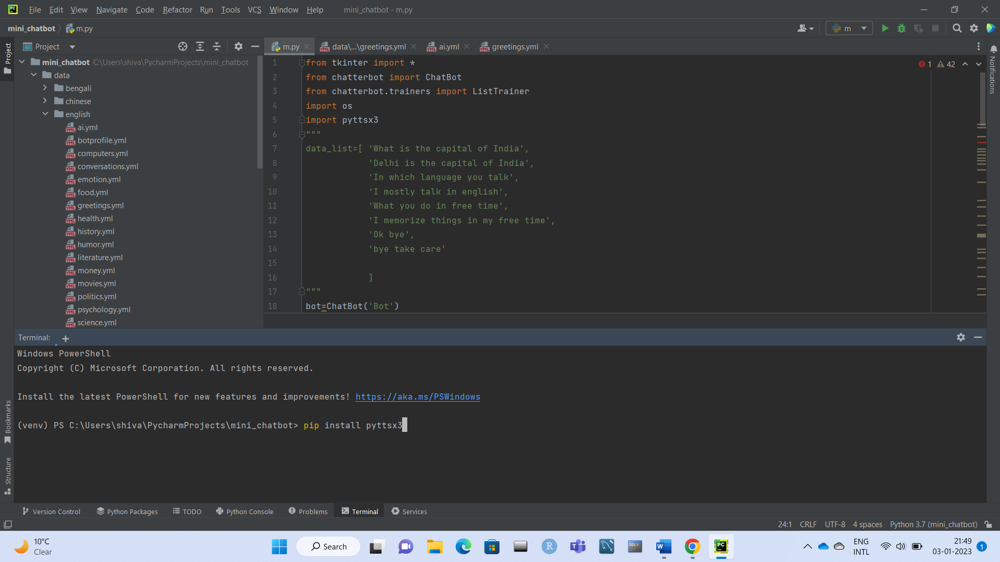 PC File Edit View Navigate Code Refactor Run Tools VCS Window Help mini_chatbot - m.py
mini_chatbot m.py m
Project
m.py data\...\greetings.yml ai.yml greetings.yml
Project
Notifications
mini_chatbot C:\Users\shiva\PycharmProjects\mini_chatbot
data
bengali
chinese
english
ai.yml
botprofile.yml
computers.yml
conversations.yml
emotion.yml
food.yml
greetings.yml
health.yml
history.yml
humor.yml
literature.yml
money.yml
movies.yml
politics.yml
psychology.yml
science.yml
1 42
1 from tkinter import *
2 from chatterbot import ChatBot
3 from chatterbot.trainers import ListTrainer
4 import os
5 import pyttsx3
6 """
7 data_list=[ 'What is the capital of India',
8 'Delhi is the capital of India',
9 'In which language you talk',
10 'I mostly talk in english',
11 'What you do in free time',
12 'I memorize things in my free time',
13 'Ok bye',
14 'bye take care'
15
16 ]
17 """
18 bot=ChatBot('Bot')
Terminal:
Windows PowerShell
Copyright (C) Microsoft Corporation. All rights reserved.
Install the latest PowerShell for new features and improvements! https://aka.ms/PSWindows
(venv) PS C:\Users\shiva\PycharmProjects\mini_chatbot> pip install pyttsx3
Bookmarks
Structure
Version Control Python Packages TODO Python Console Problems Terminal Services
24:1 CRLF UTF-8 4 spaces Python 3.7 (mini_chatbot)
10°C
Clear
Search
ENG
INTL
21:49
03-01-2023
1